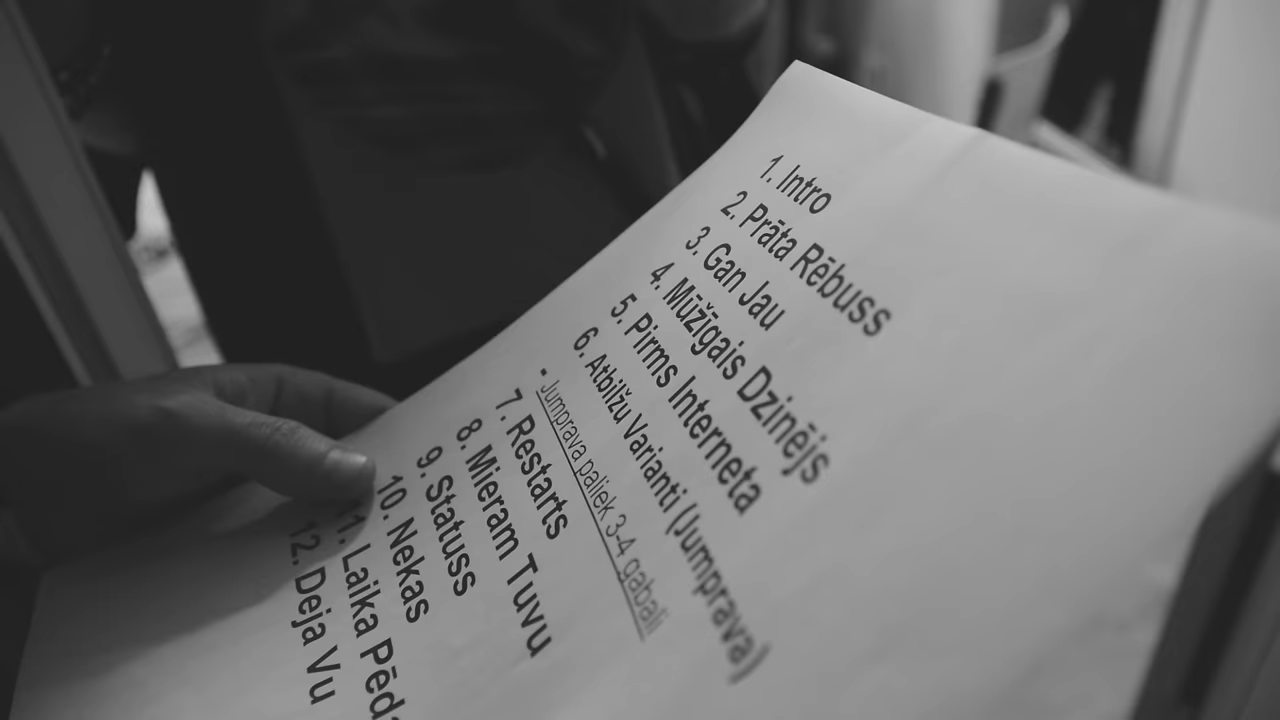 1. Intro
2. Prāta Rēbuss
3. Gan Jau
4. Mūžīgais Dzinējs
5. Pirms Interneta
6. Atbilžu Varianti (Jumprava)
- Jumprava paliek 3-4 gabali
7. Restarts
8. Mieram Tuvu
9. Statuss
10. Nekas
11. Laika Pēda
12. Deja Vu